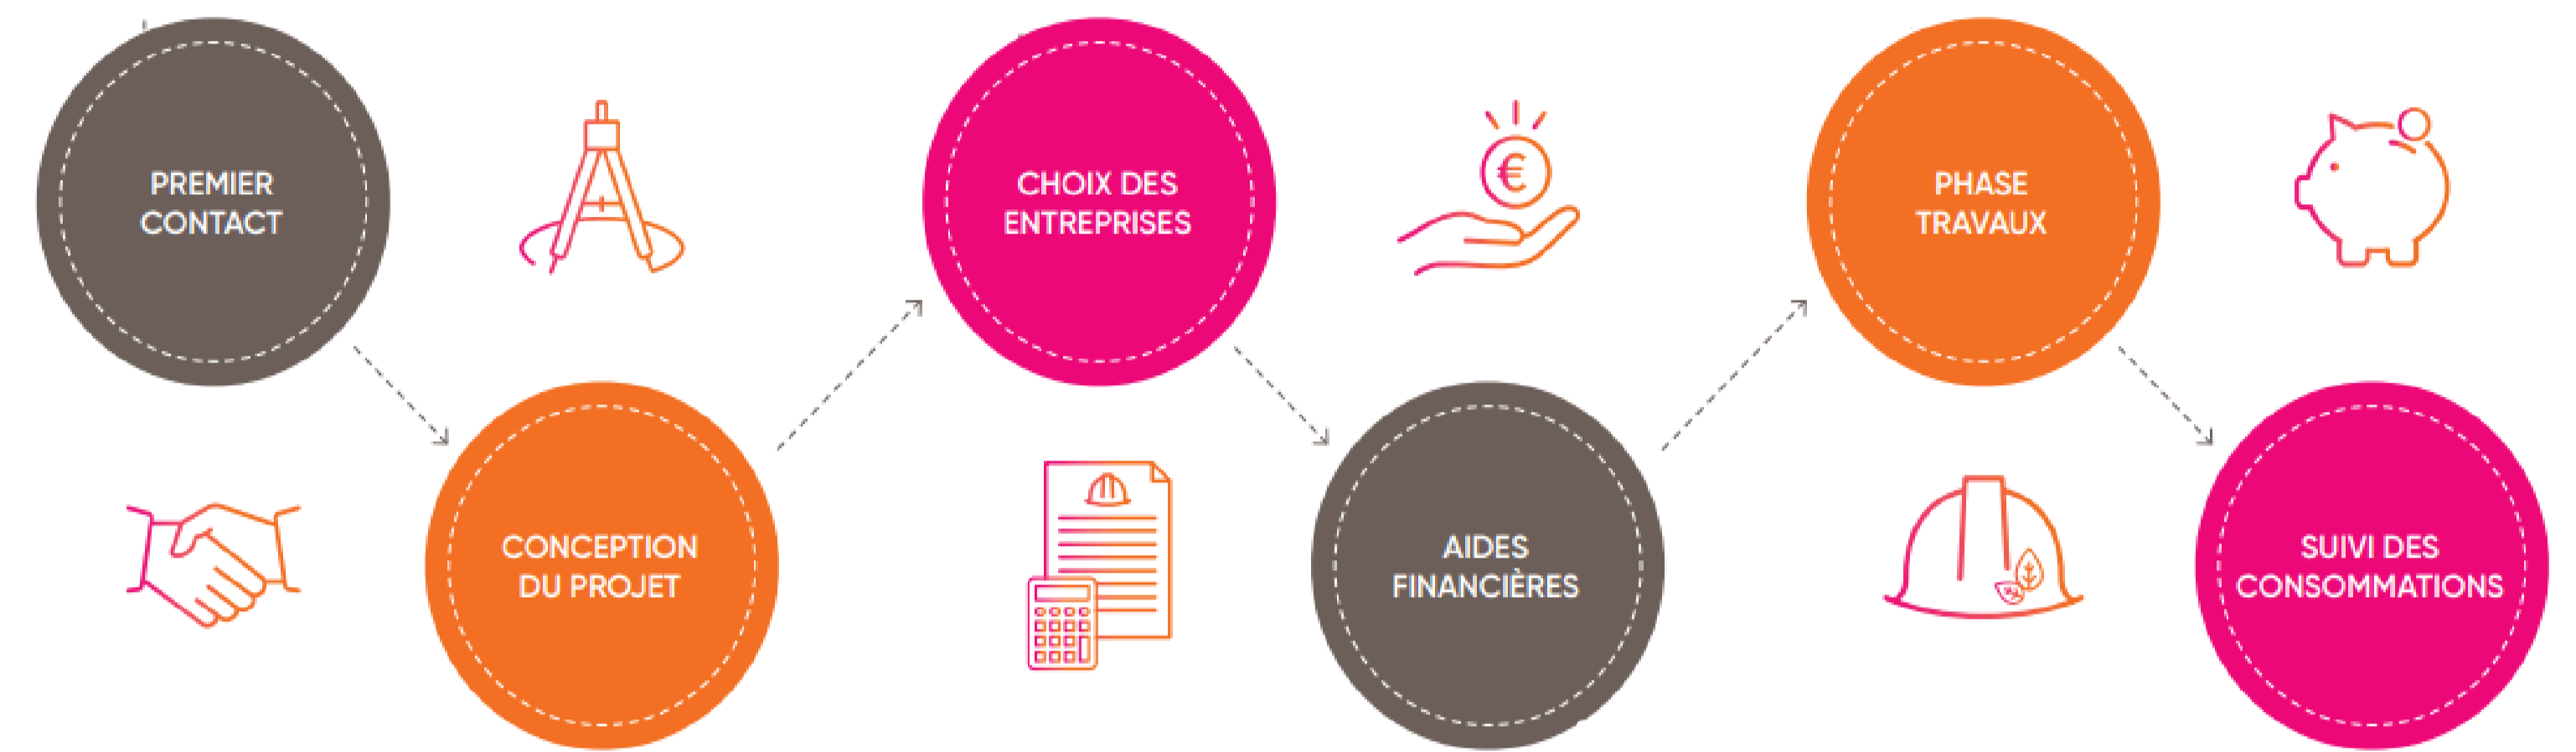 PREMIER
CONTACT
CONCEPTION
DU PROJET
CHOIX DES
ENTREPRISES
€
AIDES
FINANCIÈRES
PHASE
TRAVAUX
SUIVI DES
CONSOMMATIONS